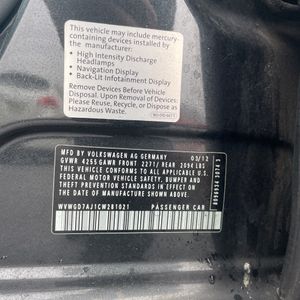 This vehicle may include mercury-
containing devices installed by
the manufacturer:
• High Intensity Discharge
Headlamps
• Navigation Display
• Back-Lit Infotainment Display
Remove Devices Before Vehicle
Disposal. Upon Removal of Devices
Please Reuse, Recycle or Dispose as
Hazardous Waste.
MFD BY VOLKSWAGEN AG GERMANY 03/12
GVWR 4255 GAWR FRONT 2271 REAR 2094 LBS
THIS VEHICLE CONFORMS TO ALL APPLICABLE
FEDERAL MOTOR VEHICLE SAFETY, BUMPER AND
THEFT PREVENTION STANDARDS IN EFFECT ON
THE DATE OF MANUFACTURE SHOWN ABOVE.
PASSENGER CAR